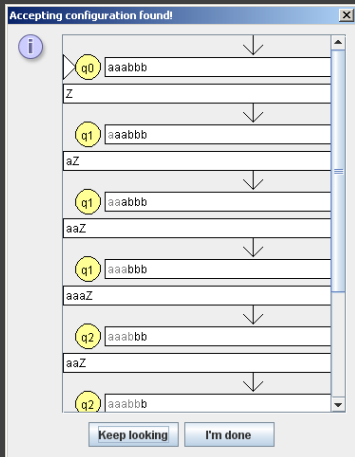 Accepting configuration found!
i
q0 aaabbb
Z
q1 aaabbb
aZ
q1 aaabbb
aaZ
q1 aaabbb
aaaZ
q2 aaabbb
aaZ
q2 aaabbb
Keep looking I'm done